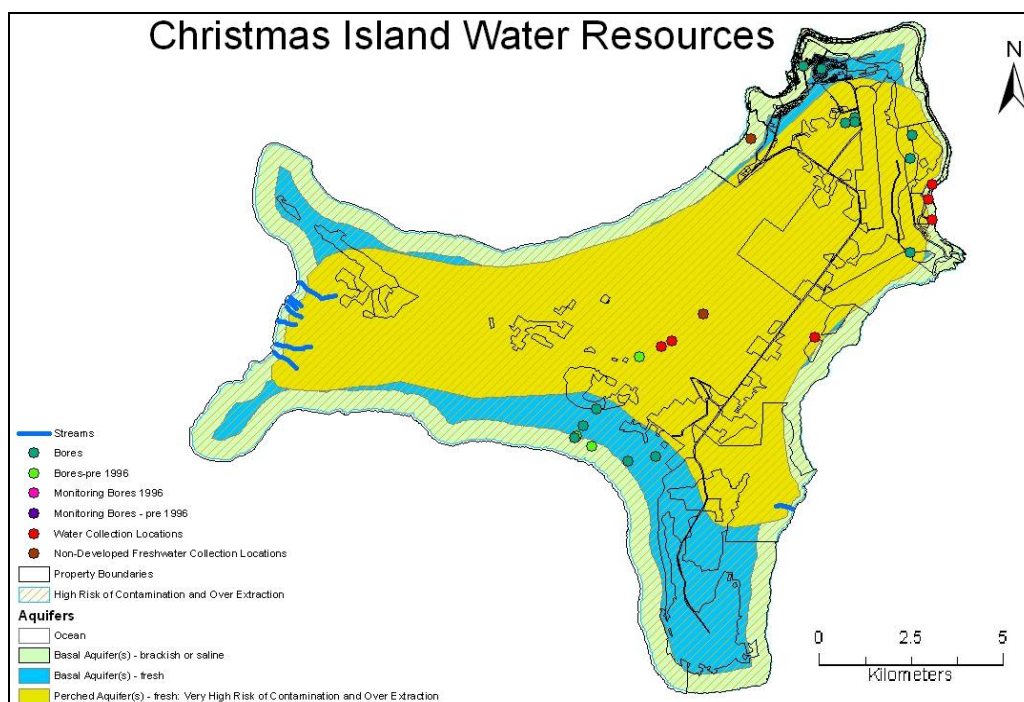 Christmas Island Water Resources
N
Streams
Bores
Bores-pre 1996
Monitoring Bores 1996
Monitoring Bores - pre 1996
Water Collection Locations
Non-Developed Freshwater Collection Locations
Property Boundaries
High Risk of Contamination and Over Extraction
Aquifers
Ocean
Basal Aquifer(s) - brackish or saline
Basal Aquifer(s) - fresh
Perched Aquifer(s) - fresh: Very High Risk of Contamination and Over Extraction
0 2.5 5
Kilometers